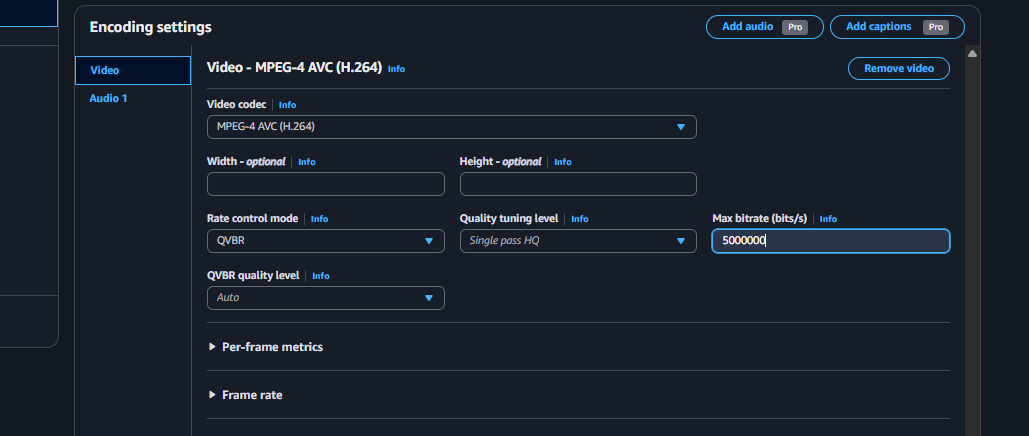 Encoding settings
Add audio Pro
Add captions Pro
Video
Audio 1
Video - MPEG-4 AVC (H.264) Info
Remove video
Video codec Info
MPEG-4 AVC (H.264)
Width - optional Info
Height - optional Info
Rate control mode Info
Quality tuning level Info
Max bitrate (bits/s) Info
QVBR
Single pass HQ
5000000
QVBR quality level Info
Auto
Per-frame metrics
Frame rate